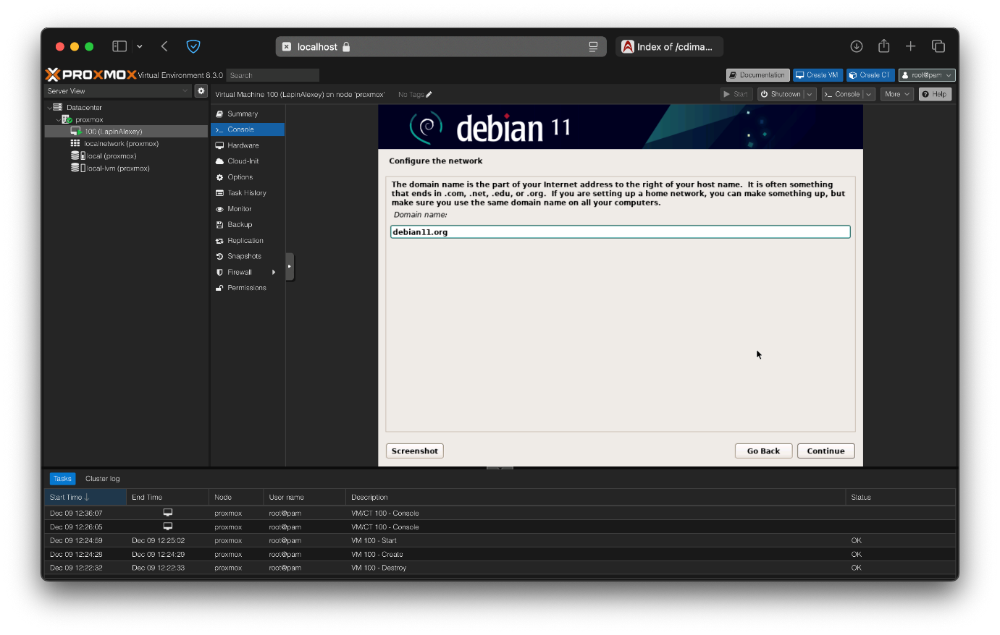 localhost
Index of /cdima...
PROXMOX Virtual Environment 8.3.0 Search
Documentation Create VM Create CT root@pam
Server View
Virtual Machine 100 (LapinAlexey) on node 'proxmox' No Tags
Start Shutdown Console More Help
Datacenter
proxmox
100 (LapinAlexey)
localnetwork (proxmox)
local (proxmox)
local-lvm (proxmox)
Summary
Console
Hardware
Cloud-Init
Options
Task History
Monitor
Backup
Replication
Snapshots
Firewall
Permissions
debian 11
Configure the network
The domain name is the part of your Internet address to the right of your host name. It is often something
that ends in .com, .net, .edu, or .org. If you are setting up a home network, you can make something up, but
make sure you use the same domain name on all your computers.
Domain name:
debian11.org
Screenshot Go Back Continue
Tasks Cluster log
Start Time End Time Node User name Description Status
Dec 09 12:36:07 proxmox root@pam VM/CT 100 - Console
Dec 09 12:26:05 proxmox root@pam VM/CT 100 - Console
Dec 09 12:24:59 Dec 09 12:25:02 proxmox root@pam VM 100 - Start OK
Dec 09 12:24:28 Dec 09 12:24:29 proxmox root@pam VM 100 - Create OK
Dec 09 12:22:32 Dec 09 12:22:33 proxmox root@pam VM 100 - Destroy OK